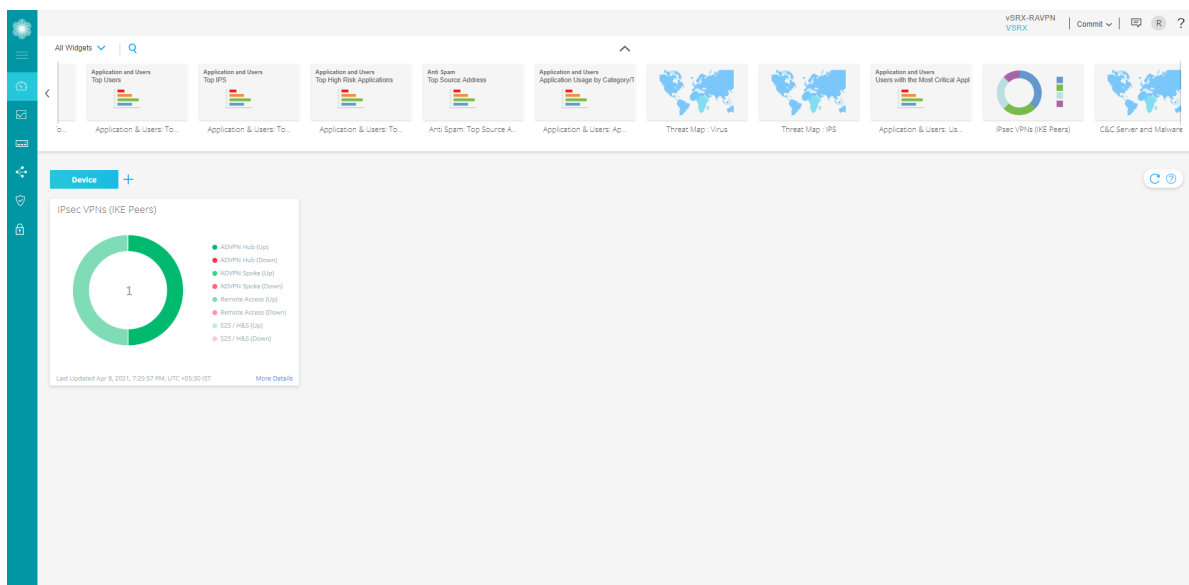 vSRX-RAVPN
VSRX
Commit
R
?
All Widgets
Application and Users
Top Users
Application and Users
Top IPS
Application and Users
Top High Risk Applications
Anti Spam
Top Source Address
Application and Users
Application Usage by Category/T
Application and Users
Users with the Most Critical Appl
o...
Application & Users: To...
Application & Users: To...
Application & Users: To...
Anti Spam: Top Source A...
Application & Users: Ap...
Threat Map : Virus
Threat Map : IPS
Application & Users: Us...
IPsec VPNs (IKE Peers)
C&C Server and Malware
Device
IPsec VPNs (IKE Peers)
1
ADVPN Hub (Up)
ADVPN Hub (Down)
ADVPN Spoke (Up)
ADVPN Spoke (Down)
Remote Access (Up)
Remote Access (Down)
S2S / H&S (Up)
S2S / H&S (Down)
Last Updated Apr 9, 2021, 7:25:57 PM, UTC +05:30 IST
More Details